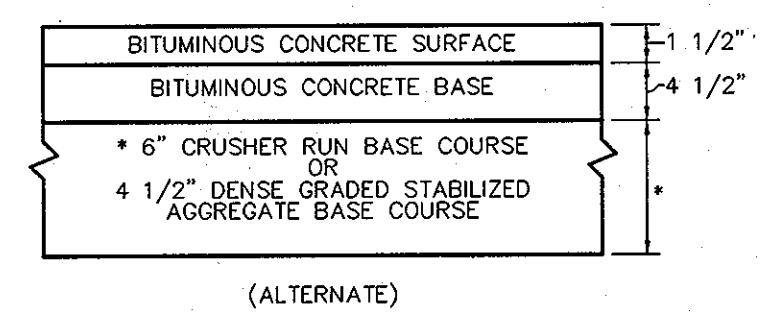 BITUMINOUS CONCRETE SURFACE
1 1/2"
BITUMINOUS CONCRETE BASE
4 1/2"
* 6" CRUSHER RUN BASE COURSE
OR
4 1/2" DENSE GRADED STABILIZED
AGGREGATE BASE COURSE
*
(ALTERNATE)